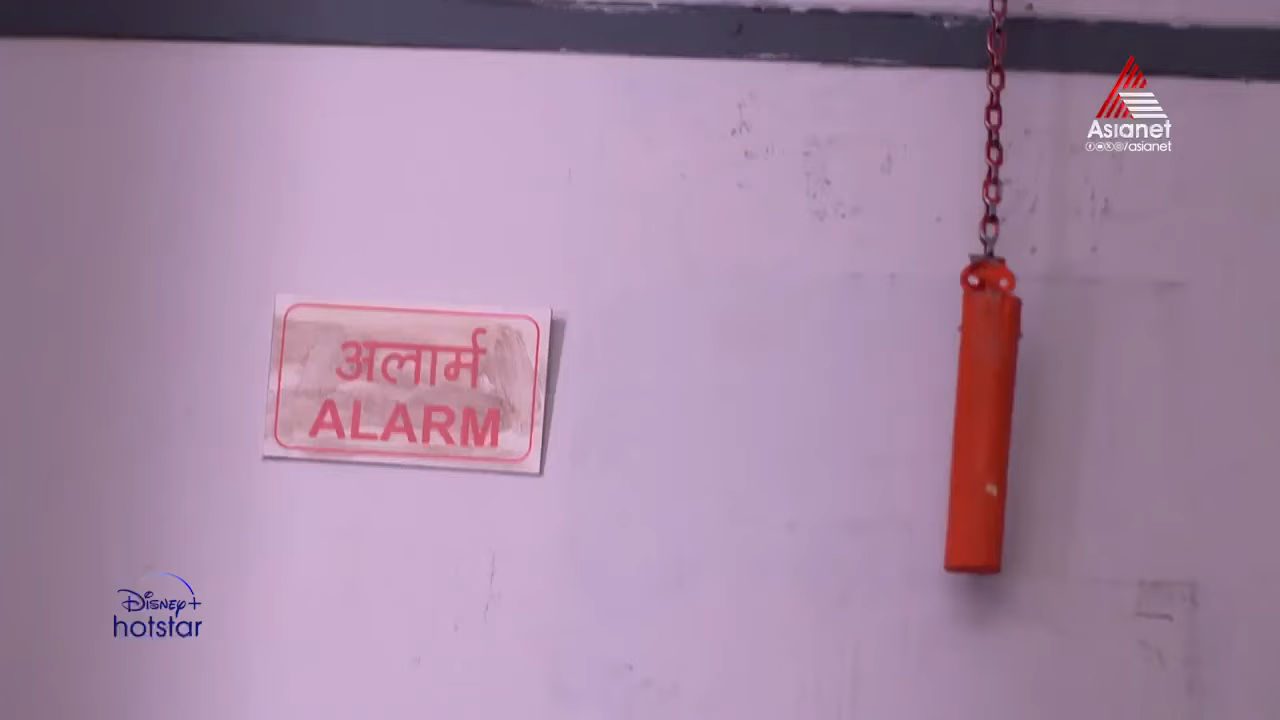 Asianet
/asianet
अलार्म
ALARM
Disney+
hotstar